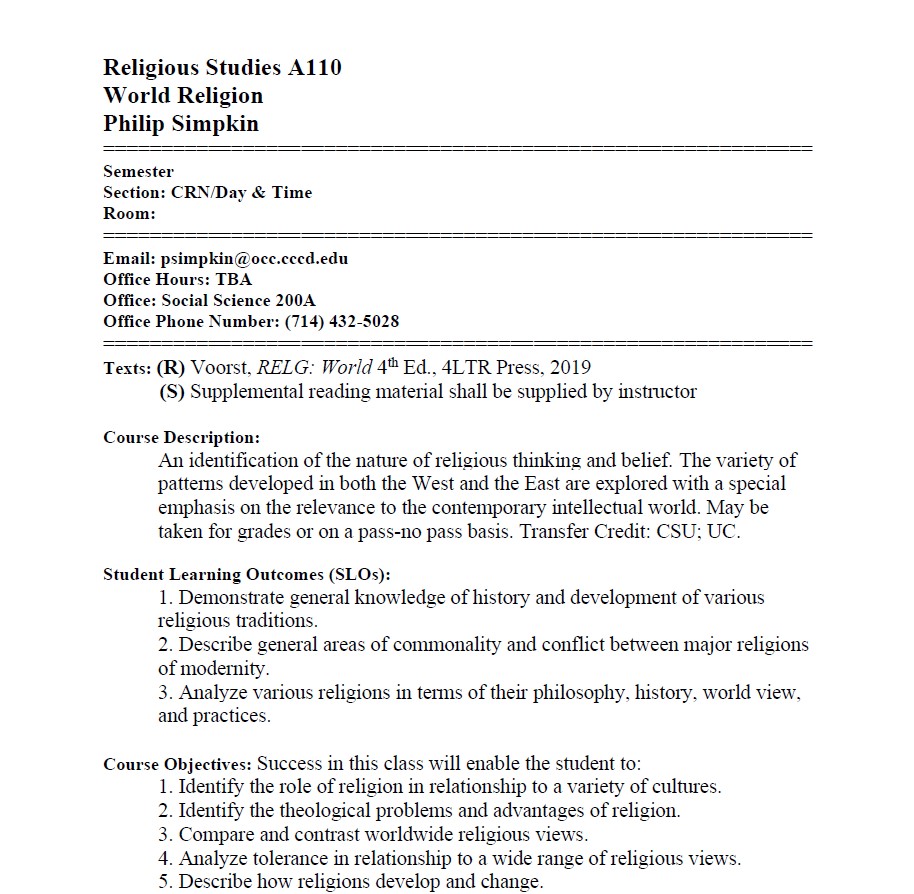 Religious Studies A110
World Religion
Philip Simpkin
=====================================================================
Semester
Section: CRN/Day & Time
Room:
=====================================================================
Email: psimpkin@occ.cccd.edu
Office Hours: TBA
Office: Social Science 200A
Office Phone Number: (714) 432-5028
=====================================================================
Texts: (R) Voorst, RELG: World 4th Ed., 4LTR Press, 2019
(S) Supplemental reading material shall be supplied by instructor
Course Description:
An identification of the nature of religious thinking and belief. The variety of
patterns developed in both the West and the East are explored with a special
emphasis on the relevance to the contemporary intellectual world. May be
taken for grades or on a pass-no pass basis. Transfer Credit: CSU; UC.
Student Learning Outcomes (SLOs):
1. Demonstrate general knowledge of history and development of various
religious traditions.
2. Describe general areas of commonality and conflict between major religions
of modernity.
3. Analyze various religions in terms of their philosophy, history, world view,
and practices.
Course Objectives: Success in this class will enable the student to:
1. Identify the role of religion in relationship to a variety of cultures.
2. Identify the theological problems and advantages of religion.
3. Compare and contrast worldwide religious views.
4. Analyze tolerance in relationship to a wide range of religious views.
5. Describe how religions develop and change.